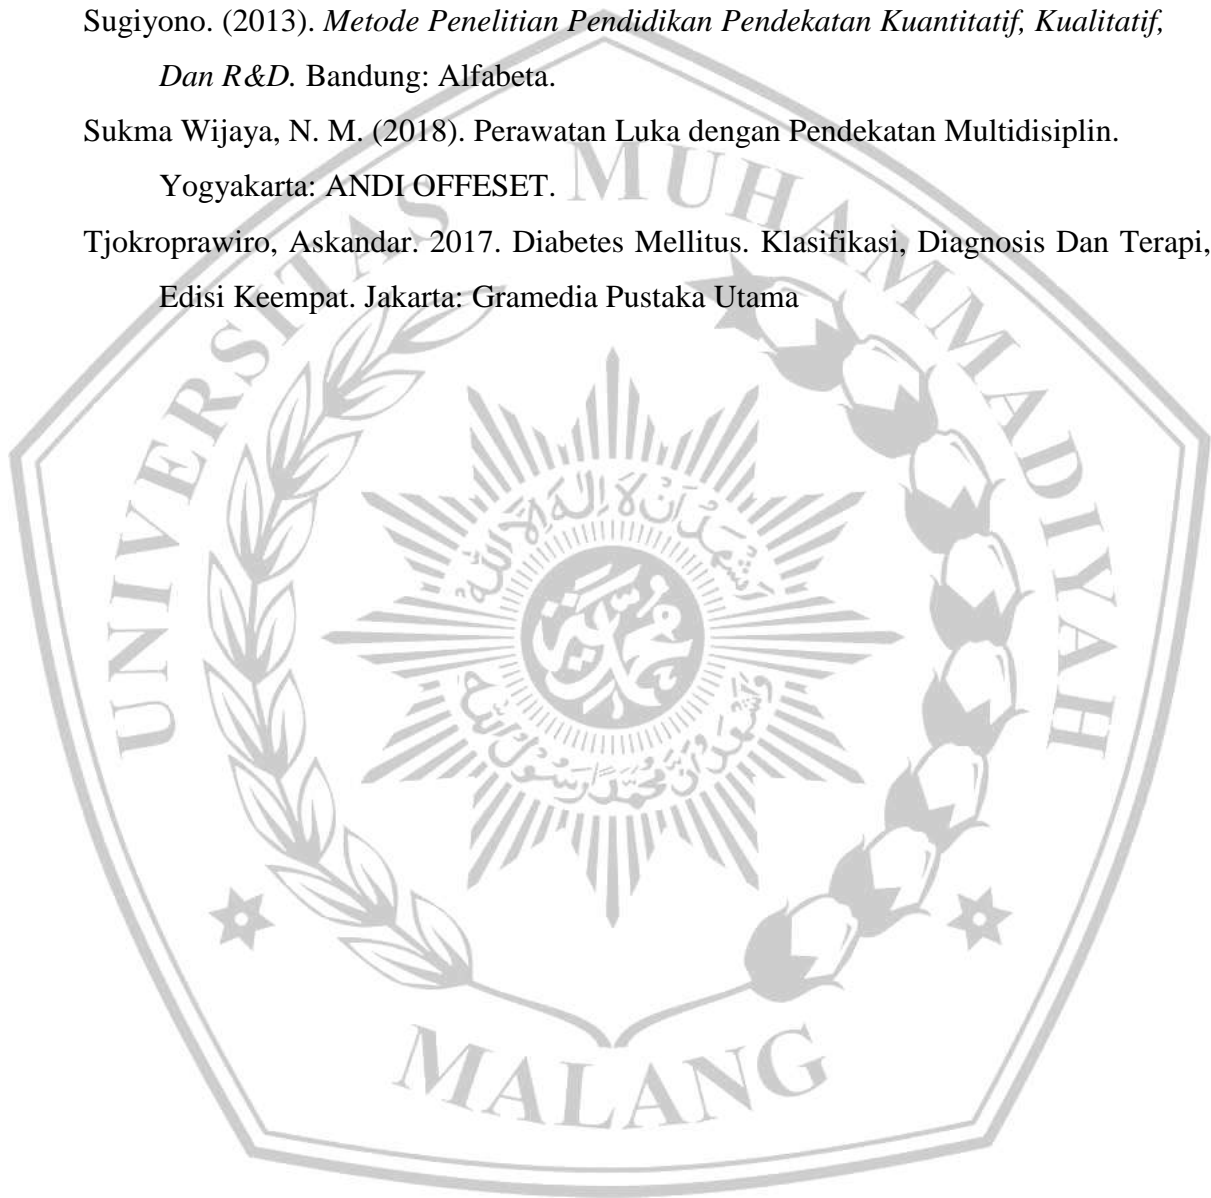 Sugiyono. (2013). Metode Penelitian Pendidikan Pendekatan Kuantitatif, Kualitatif,
Dan R&D. Bandung: Alfabeta.
Sukma Wijaya, N. M. (2018). Perawatan Luka dengan Pendekatan Multidisiplin.
Yogyakarta: ANDI OFFESET.
Tjokroprawiro, Askandar. 2017. Diabetes Mellitus. Klasifikasi, Diagnosis Dan Terapi,
Edisi Keempat. Jakarta: Gramedia Pustaka Utama
UNIVERSITAS MUHAMMADIYAH
MALANG